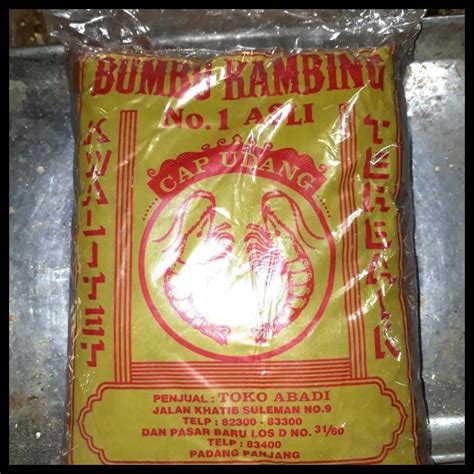 BUMBU KAMBING
No. 1 ASLI
KWALITET
TERBAIK
CAP UDANG
PENJUAL : TOKO ABADI
JALAN KHATIB SULEMAN NO.9
TELP : 82300 - 83300
DAN PASAR BARU LOS D NO. 31/60
TELP : 83400
PADANG PANJANG